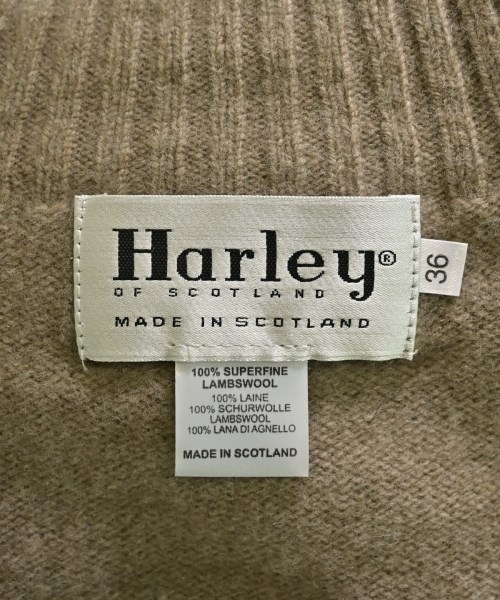 Harley®
OF SCOTLAND
MADE IN SCOTLAND
36
100% SUPERFINE
LAMBSWOOL
100% LAINE
100% SCHURWOLLE
LAMBSWOOL
100% LANA DI AGNELLO
MADE IN SCOTLAND